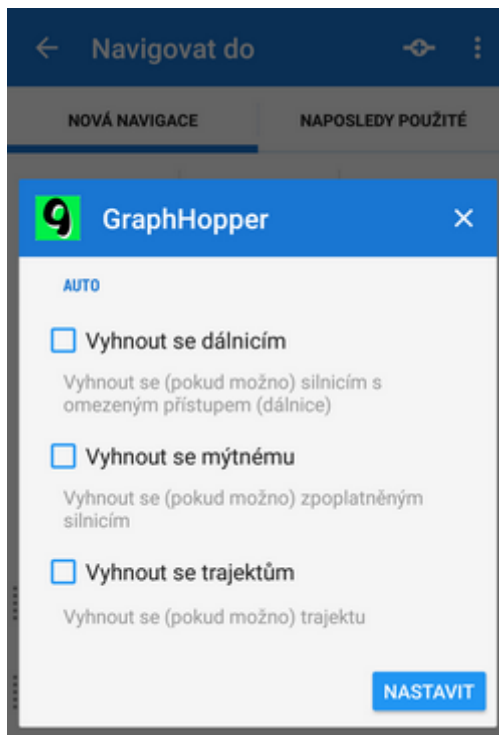 Navigovat do
NOVÁ NAVIGACE
NAPOSLEDY POUŽITÉ
GraphHopper
AUTO
Vyhnout se dálnicím
Vyhnout se (pokud možno) silnicím s
omezeným přístupem (dálnice)
Vyhnout se mýtnému
Vyhnout se (pokud možno) zpoplatněným
silnicím
Vyhnout se trajektům
Vyhnout se (pokud možno) trajektu
NASTAVIT